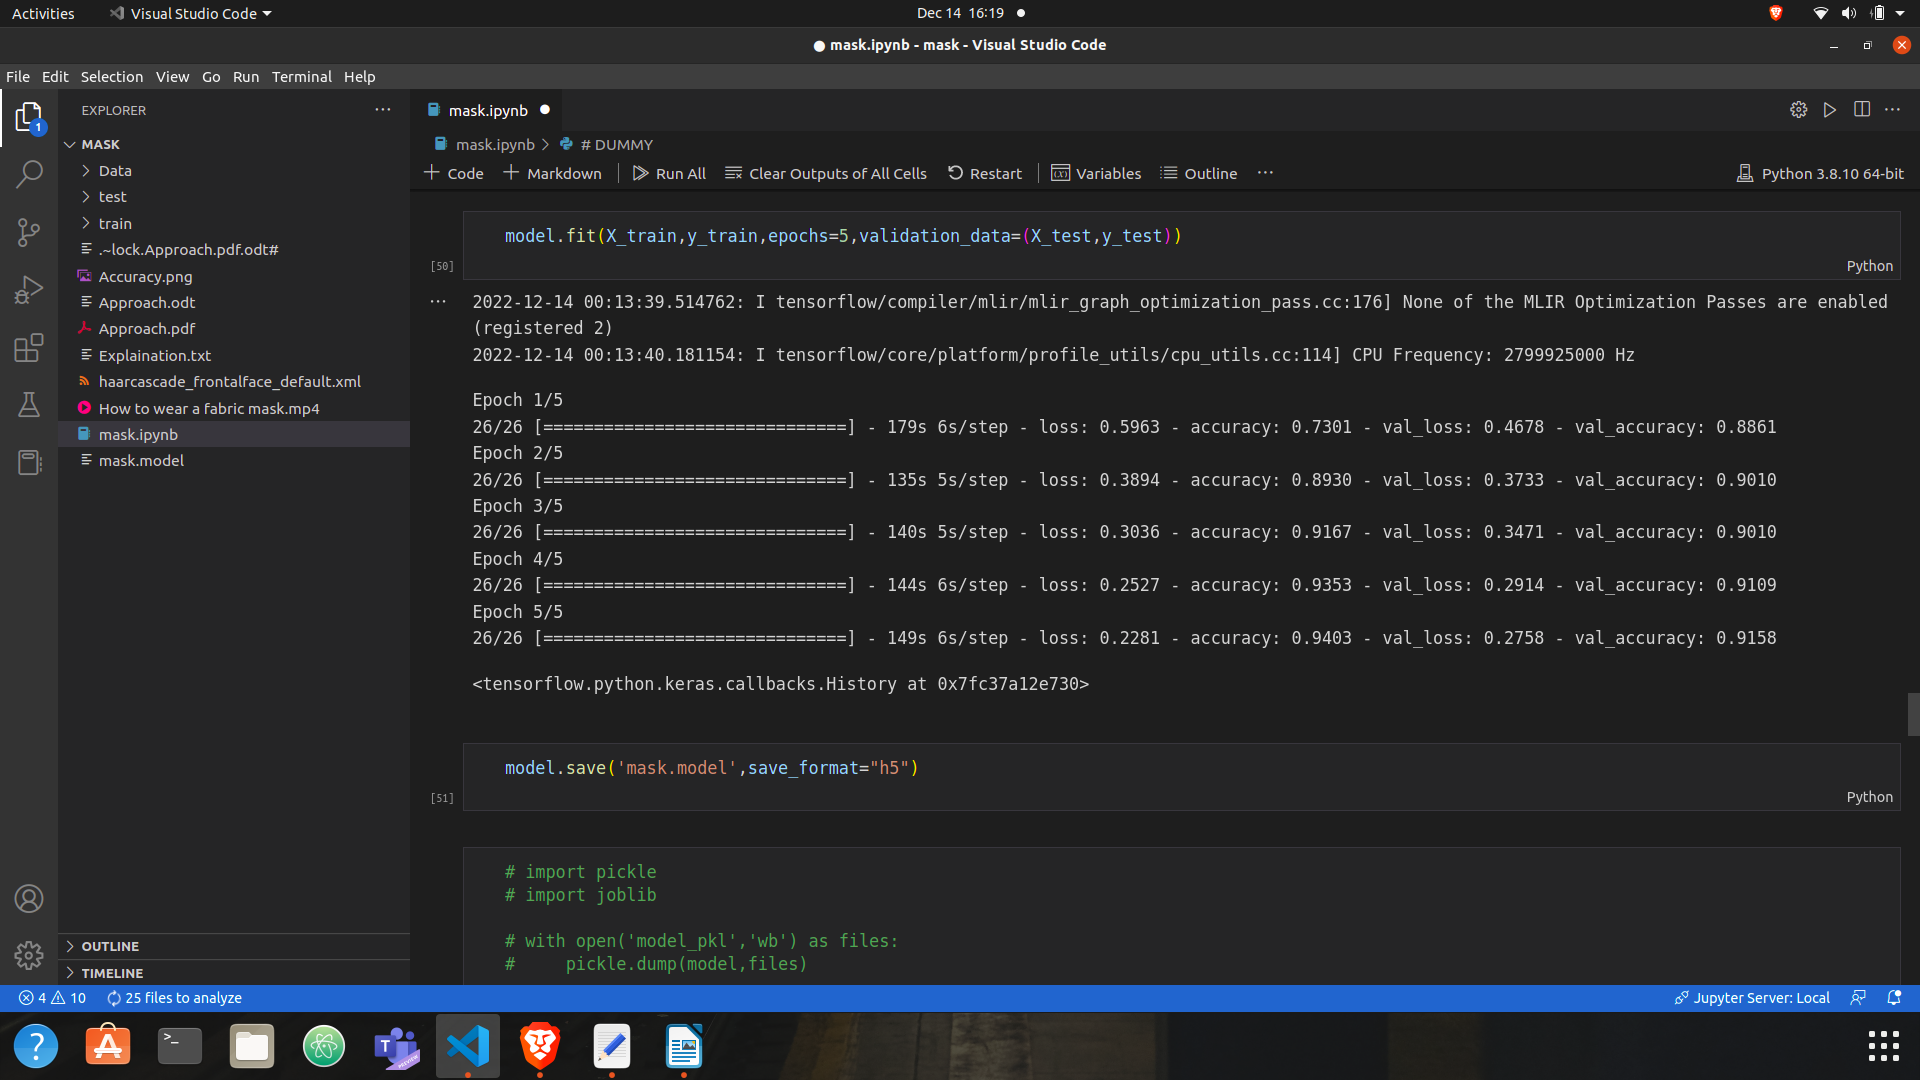 Activities
Visual Studio Code
Dec 14 16:19
mask.ipynb - mask - Visual Studio Code
File Edit Selection View Go Run Terminal Help
1
EXPLORER
MASK
Data
test
train
.~lock.Approach.pdf.odt#
Accuracy.png
Approach.odt
Approach.pdf
Explaination.txt
haarcascade_frontalface_default.xml
How to wear a fabric mask.mp4
mask.ipynb
mask.model
OUTLINE
TIMELINE
mask.ipynb
mask.ipynb > # DUMMY
Code Markdown Run All Clear Outputs of All Cells Restart Variables Outline ... Python 3.8.10 64-bit
model.fit(X_train,y_train,epochs=5,validation_data=(X_test,y_test))
[50]
Python
2022-12-14 00:13:39.514762: I tensorflow/compiler/mlir/mlir_graph_optimization_pass.cc:176] None of the MLIR Optimization Passes are enabled
(registered 2)
2022-12-14 00:13:40.181154: I tensorflow/core/platform/profile_utils/cpu_utils.cc:114] CPU Frequency: 2799925000 Hz
Epoch 1/5
26/26 [==============================] - 179s 6s/step - loss: 0.5963 - accuracy: 0.7301 - val_loss: 0.4678 - val_accuracy: 0.8861
Epoch 2/5
26/26 [==============================] - 135s 5s/step - loss: 0.3894 - accuracy: 0.8930 - val_loss: 0.3733 - val_accuracy: 0.9010
Epoch 3/5
26/26 [==============================] - 140s 5s/step - loss: 0.3036 - accuracy: 0.9167 - val_loss: 0.3471 - val_accuracy: 0.9010
Epoch 4/5
26/26 [==============================] - 144s 6s/step - loss: 0.2527 - accuracy: 0.9353 - val_loss: 0.2914 - val_accuracy: 0.9109
Epoch 5/5
26/26 [==============================] - 149s 6s/step - loss: 0.2281 - accuracy: 0.9403 - val_loss: 0.2758 - val_accuracy: 0.9158
<tensorflow.python.keras.callbacks.History at 0x7fc37a12e730>
model.save('mask.model',save_format="h5")
[51]
Python
# import pickle
# import joblib
# with open('model_pkl','wb') as files:
#     pickle.dump(model,files)
4 10 25 files to analyze
Jupyter Server: Local